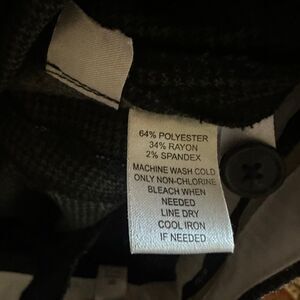 64% POLYESTER
34% RAYON
2% SPANDEX
MACHINE WASH COLD
ONLY NON-CHLORINE
BLEACH WHEN
NEEDED
LINE DRY
COOL IRON
IF NEEDED